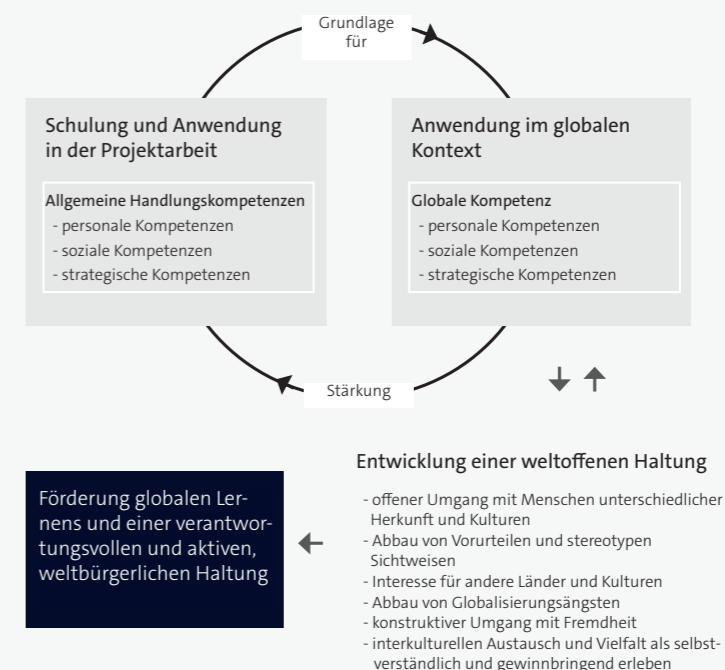 Grundlage
für
Schulung und Anwendung
in der Projektarbeit
Allgemeine Handlungskompetenzen
- personale Kompetenzen
- soziale Kompetenzen
- strategische Kompetenzen
Anwendung im globalen
Kontext
Globale Kompetenz
- personale Kompetenzen
- soziale Kompetenzen
- strategische Kompetenzen
Stärkung
Entwicklung einer weltoffenen Haltung
- offener Umgang mit Menschen unterschiedlicher
Herkunft und Kulturen
- Abbau von Vorurteilen und stereotypen
Sichtweisen
- Interesse für andere Länder und Kulturen
- Abbau von Globalisierungsängsten
- konstruktiver Umgang mit Fremdheit
- interkulturellen Austausch und Vielfalt als selbst-
verständlich und gewinnbringend erleben
Förderung globalen Ler-
nens und einer verantwor-
tungsvollen und aktiven,
weltbürgerlichen Haltung